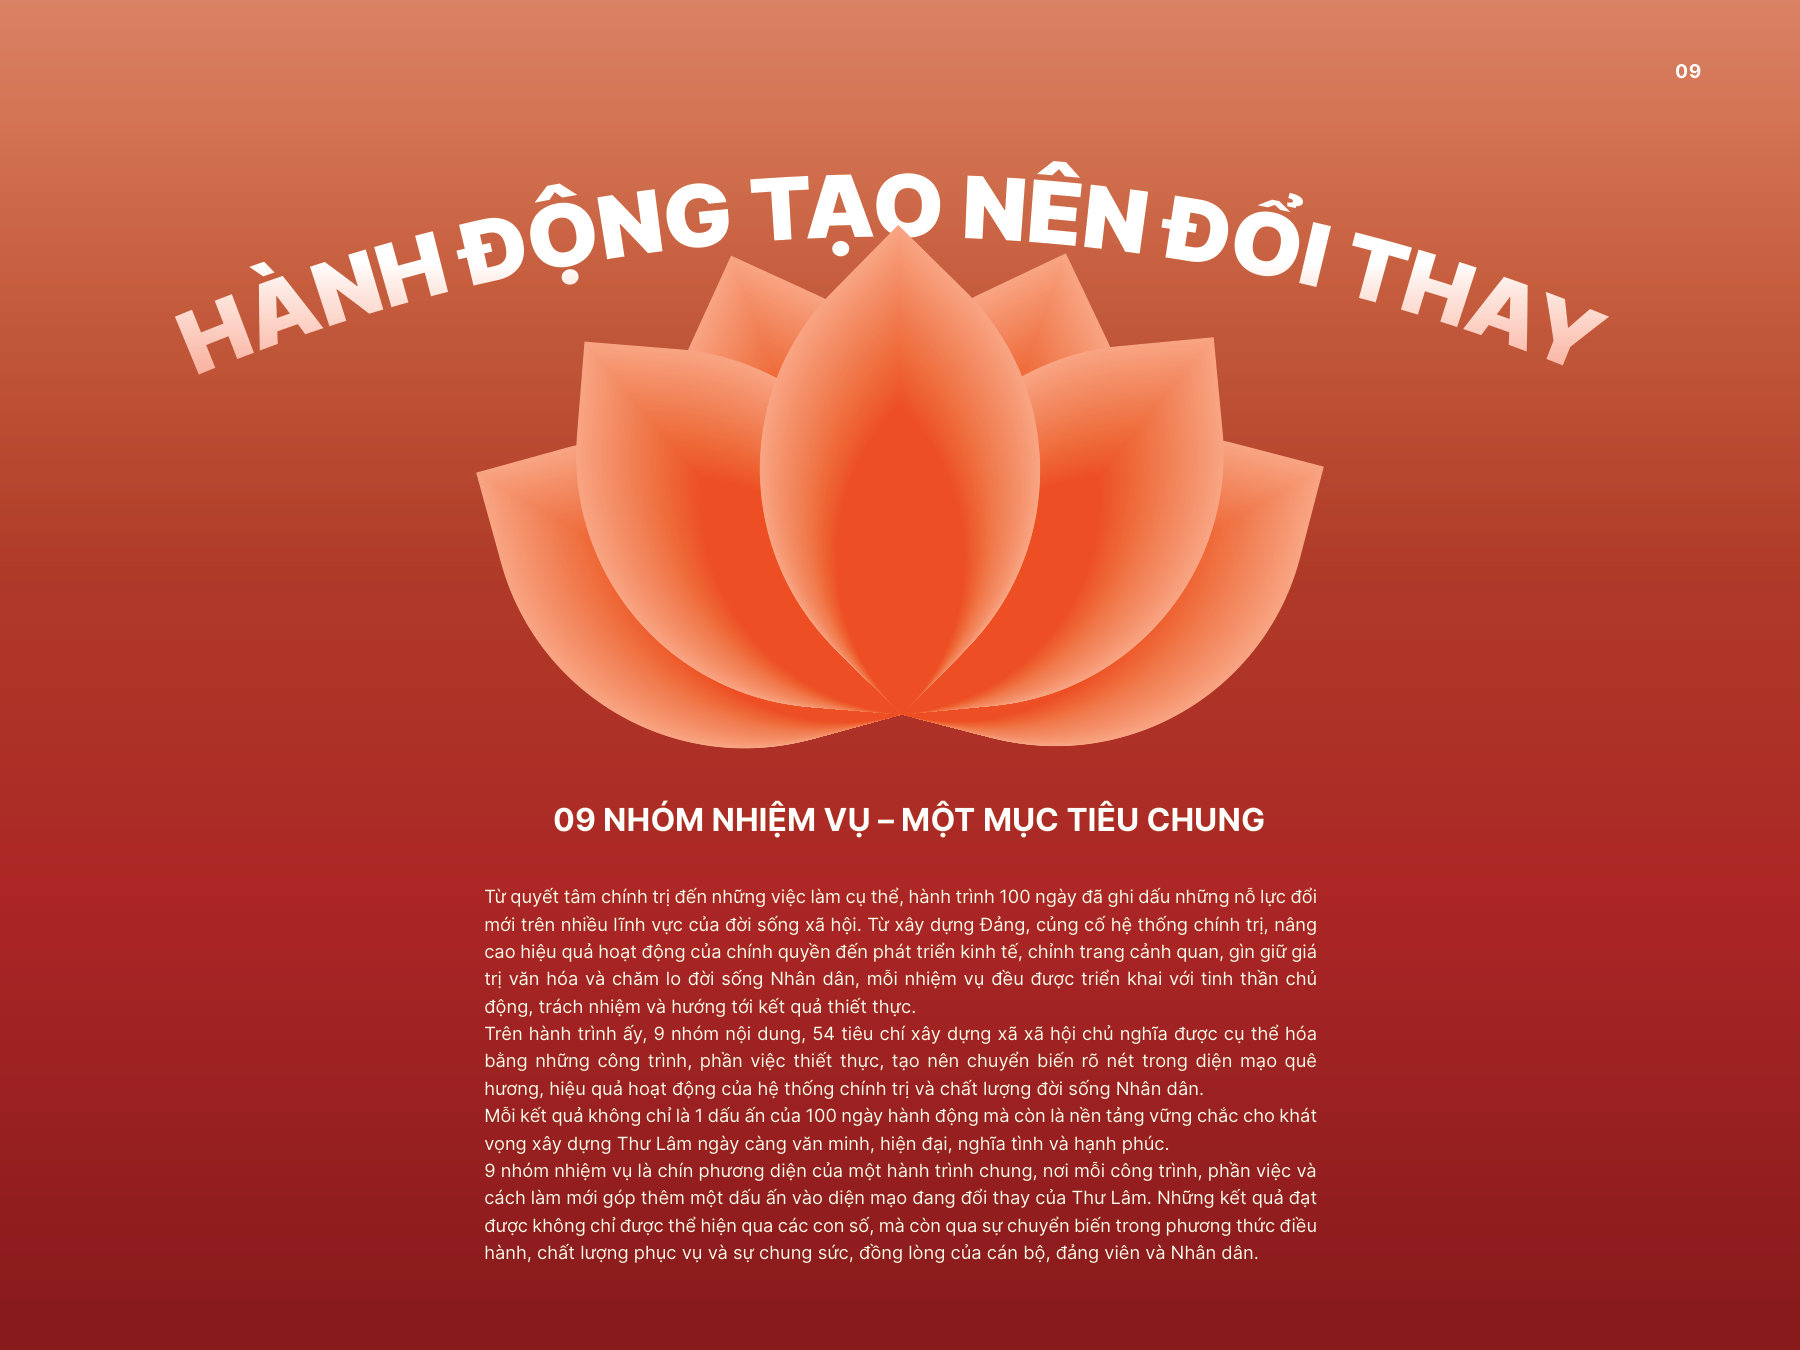 09
HÀNH ĐỘNG TẠO NÊN ĐỔI THAY
09 NHÓM NHIỆM VỤ – MỘT MỤC TIÊU CHUNG
Từ quyết tâm chính trị đến những việc làm cụ thể, hành trình 100 ngày đã ghi dấu những nỗ lực đổi
mới trên nhiều lĩnh vực của đời sống xã hội. Từ xây dựng Đảng, củng cố hệ thống chính trị, nâng
cao hiệu quả hoạt động của chính quyền đến phát triển kinh tế, chỉnh trang cảnh quan, gìn giữ giá
trị văn hóa và chăm lo đời sống Nhân dân, mỗi nhiệm vụ đều được triển khai với tinh thần chủ
động, trách nhiệm và hướng tới kết quả thiết thực.
Trên hành trình ấy, 9 nhóm nội dung, 54 tiêu chí xây dựng xã xã hội chủ nghĩa được cụ thể hóa
bằng những công trình, phần việc thiết thực, tạo nên chuyển biến rõ nét trong diện mạo quê
hương, hiệu quả hoạt động của hệ thống chính trị và chất lượng đời sống Nhân dân.
Mỗi kết quả không chỉ là 1 dấu ấn của 100 ngày hành động mà còn là nền tảng vững chắc cho khát
vọng xây dựng Thư Lâm ngày càng văn minh, hiện đại, nghĩa tình và hạnh phúc.
9 nhóm nhiệm vụ là chín phương diện của một hành trình chung, nơi mỗi công trình, phần việc và
cách làm mới góp thêm một dấu ấn vào diện mạo đang đổi thay của Thư Lâm. Những kết quả đạt
được không chỉ được thể hiện qua các con số, mà còn qua sự chuyển biến trong phương thức điều
hành, chất lượng phục vụ và sự chung sức, đồng lòng của cán bộ, đảng viên và Nhân dân.